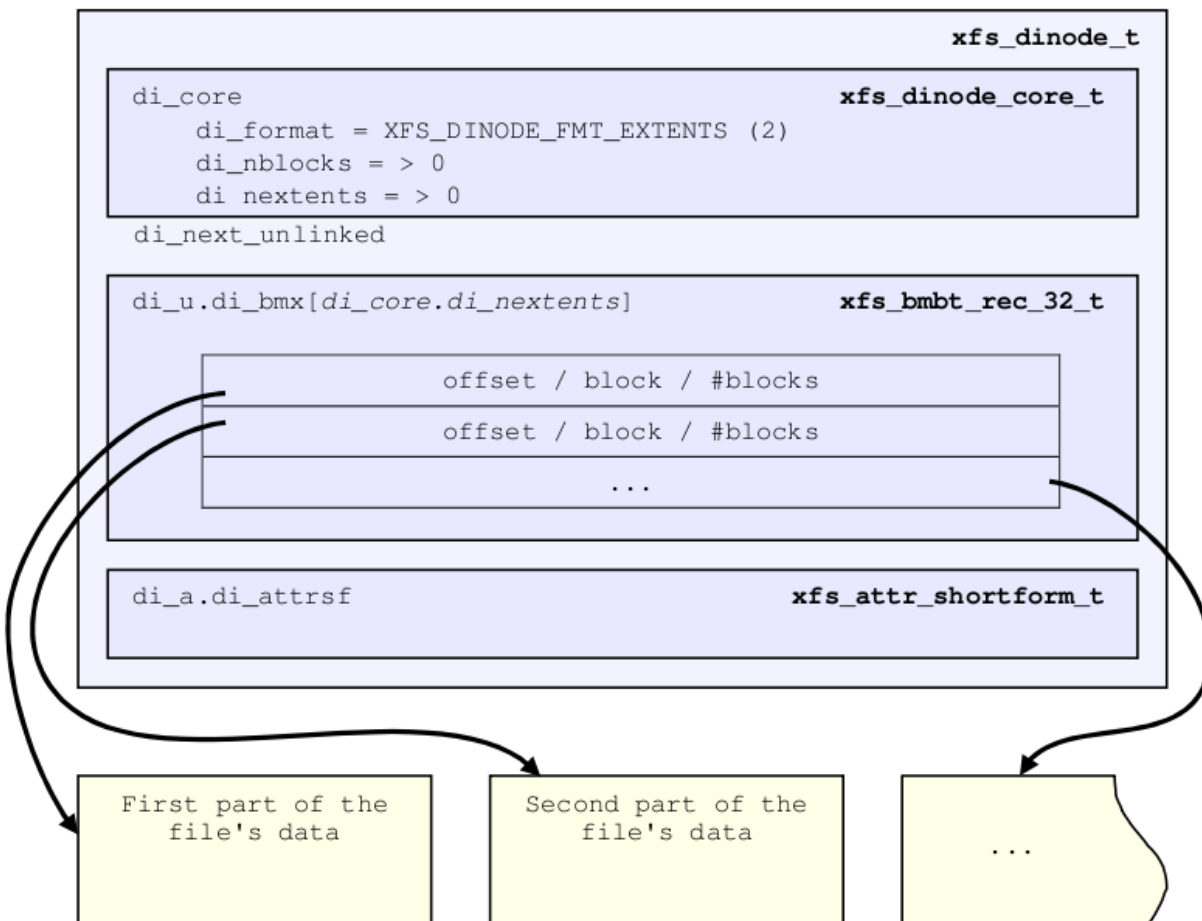 xfs_dinode_t
di_core xfs_dinode_core_t
di_format = XFS_DINODE_FMT_EXTENTS (2)
di_nblocks = > 0
di nextents = > 0
di_next_unlinked
di_u.di_bmx[di_core.di_nextents] xfs_bmbt_rec_32_t
offset / block / #blocks
offset / block / #blocks
...
di_a.di_attrsf xfs_attr_shortform_t
First part of the
file's data
Second part of the
file's data
...